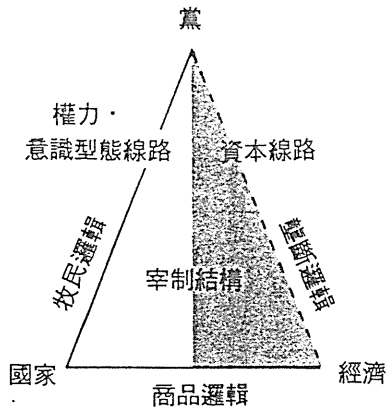 黨
權力・
意識型態線路
資本線路
牧民邏輯
壟斷邏輯
宰制結構
國家
經濟
商品邏輯